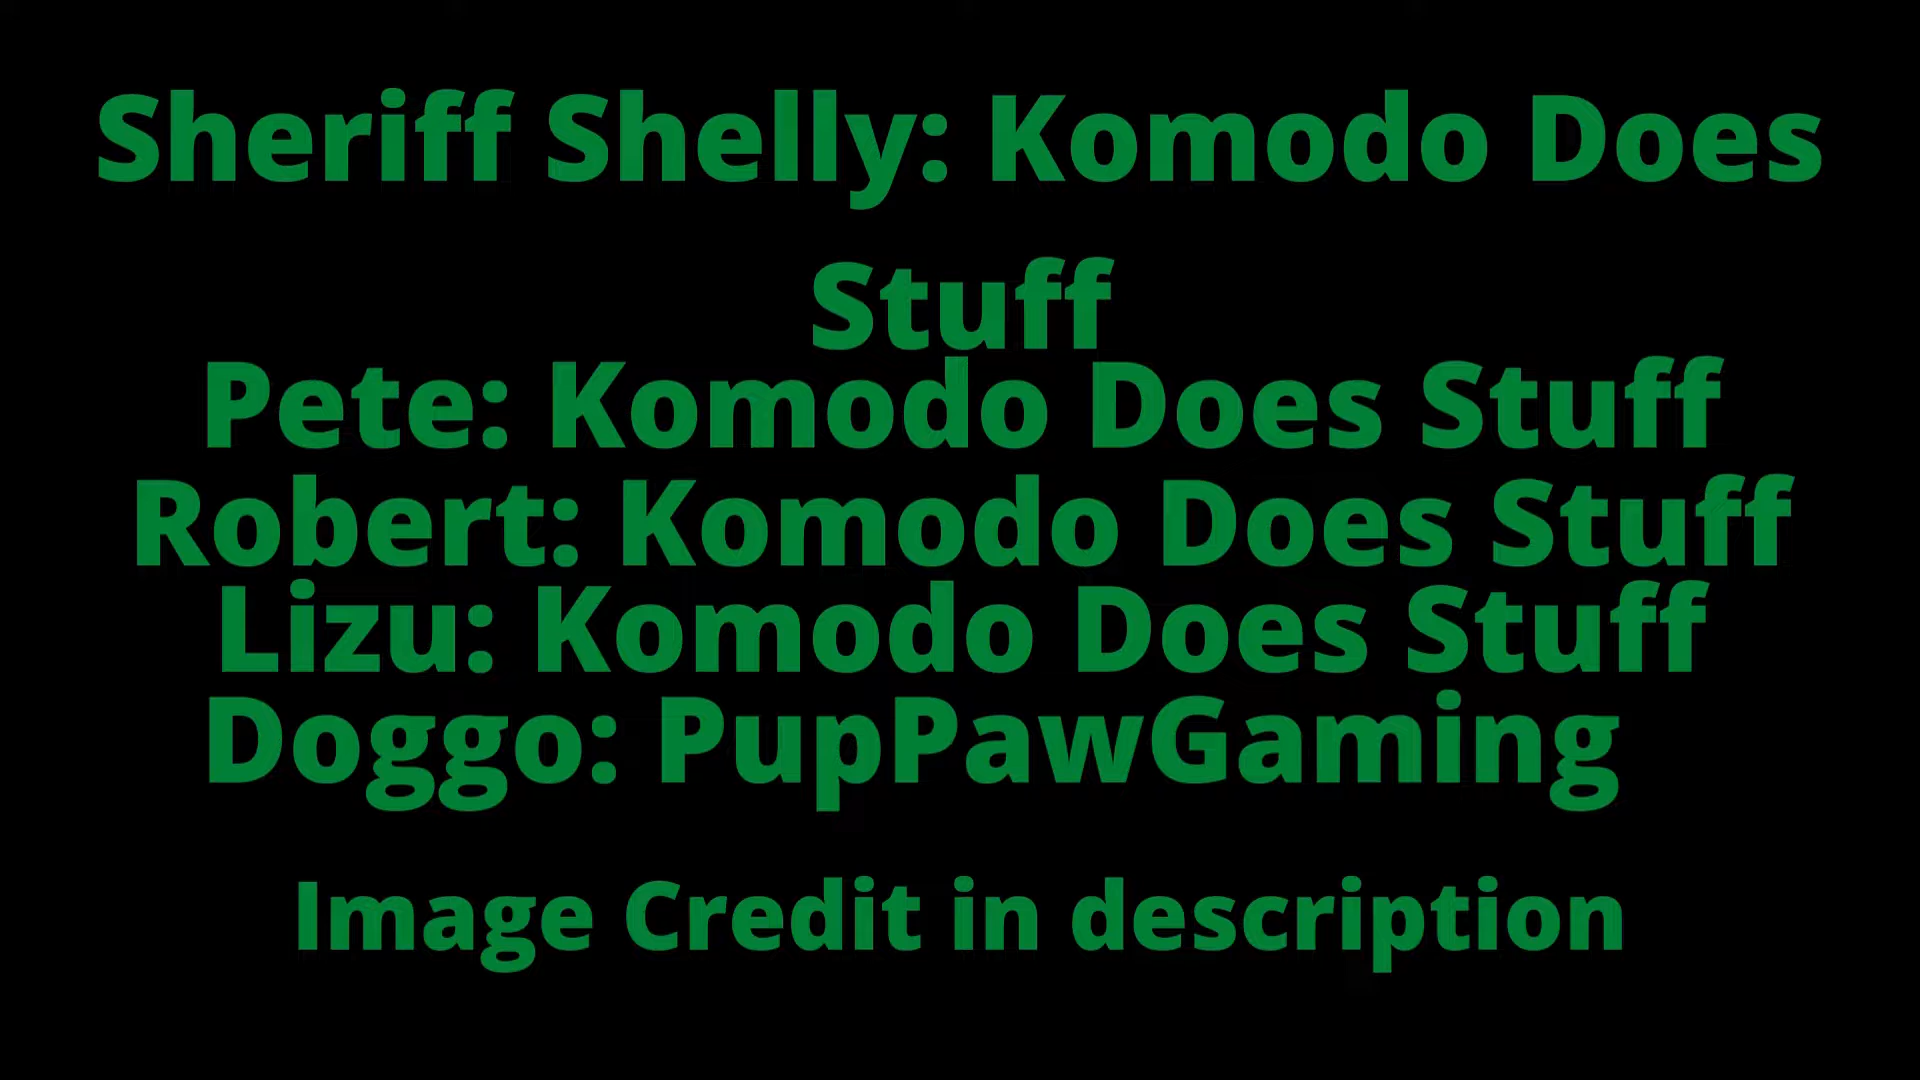 Sheriff Shelly: Komodo Does
Stuff
Pete: Komodo Does Stuff
Robert: Komodo Does Stuff
Lizu: Komodo Does Stuff
Doggo: PupPawGaming
Image Credit in description